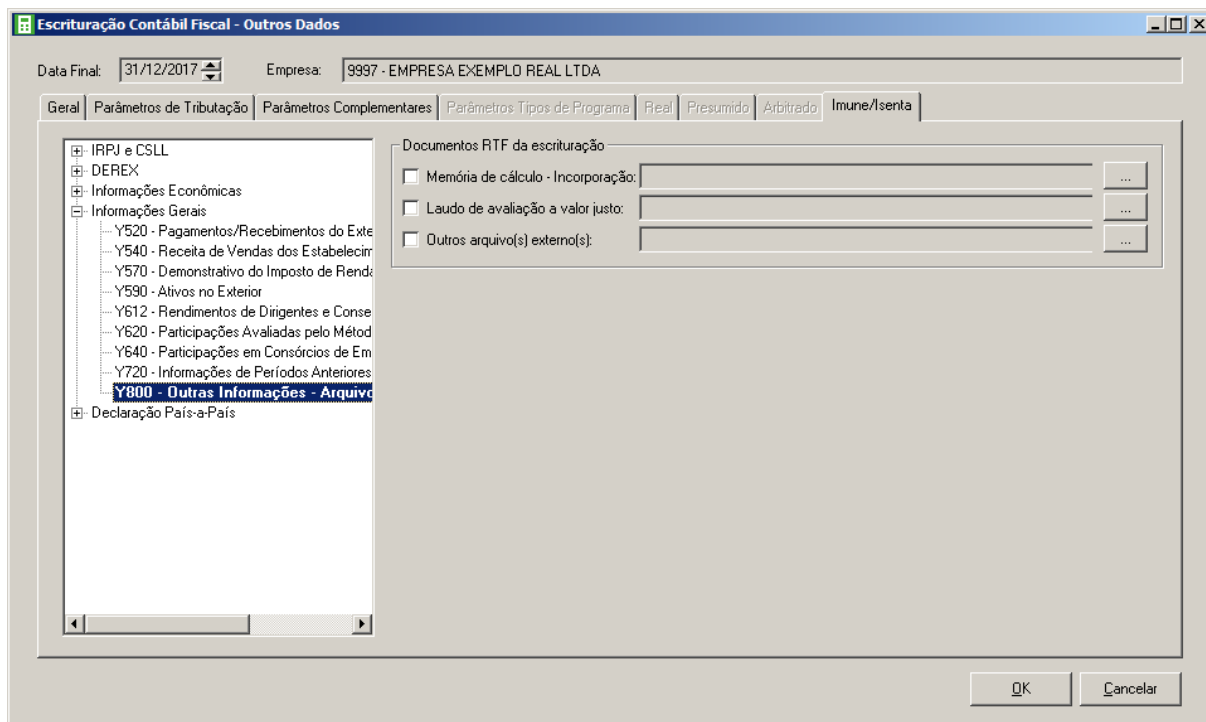 Escrituração Contábil Fiscal - Outros Dados
Data Final: 31/12/2017 Empresa: 9997 - EMPRESA EXEMPLO REAL LTDA
Geral Parâmetros de Tributação Parâmetros Complementares Parâmetros Tipos de Programa Real Presumido Arbitrado Imune/Isenta
IRPJ e CSLL
DEREX
Informações Econômicas
Informações Gerais
Y520 - Pagamentos/Recebimentos do Exte
Y540 - Receita de Vendas dos Estabelecim
Y570 - Demonstrativo do Imposto de Renda
Y590 - Ativos no Exterior
Y612 - Rendimentos de Dirigentes e Conse
Y620 - Participações Avaliadas pelo Métod
Y640 - Participações em Consórcios de Em
Y720 - Informações de Períodos Anteriores
Y800 - Outras Informações - Arquivo
Declaração País-a-País
Documentos RTF da escrituração
Memória de cálculo - Incorporação: ...
Laudo de avaliação a valor justo: ...
Outros arquivo(s) externo(s): ...
OK Cancelar